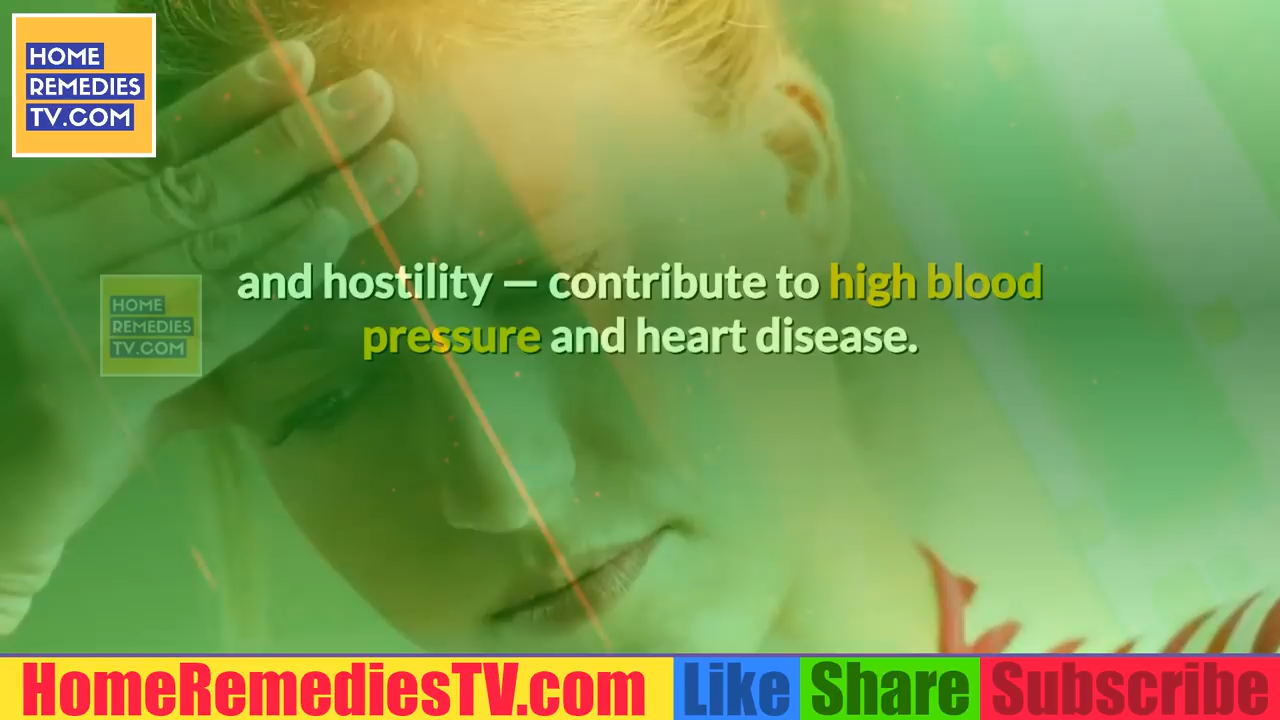 HOME
REMEDIES
TV.COM
and hostility — contribute to high blood
pressure and heart disease.
HOME
REMEDIES
TV.COM
HomeRemediesTV.com Like Share Subscribe